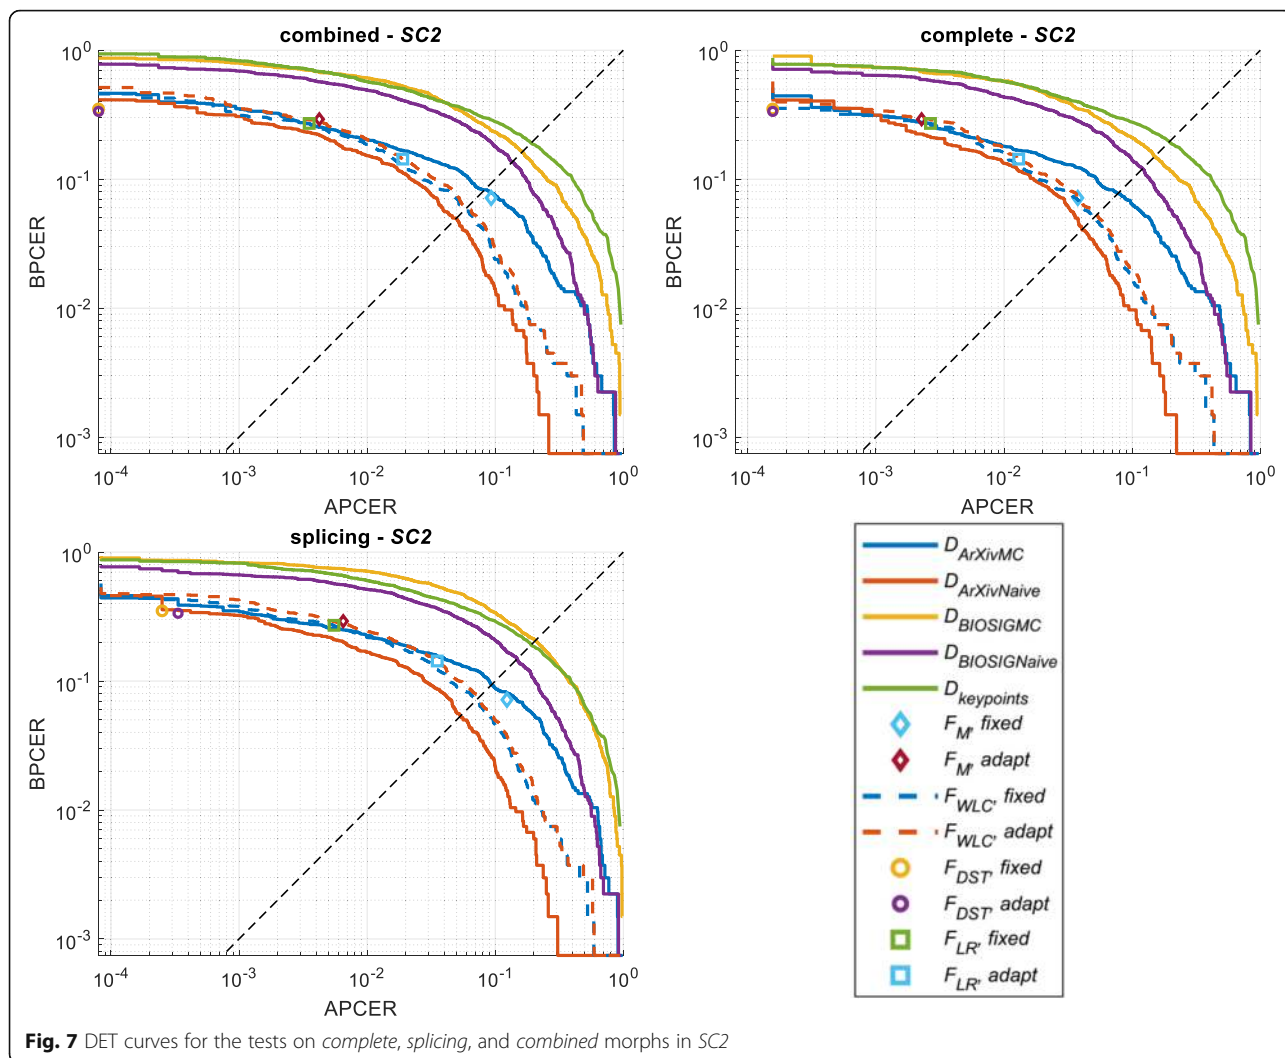 combined - SC2
10^0
10^-1
10^-2
10^-3
BPCER
10^-4
10^-3
10^-2
10^-1
10^0
APCER
complete - SC2
10^0
10^-1
10^-2
10^-3
BPCER
10^-4
10^-3
10^-2
10^-1
10^0
APCER
splicing - SC2
10^0
10^-1
10^-2
10^-3
BPCER
10^-4
10^-3
10^-2
10^-1
10^0
APCER
D_ArXivMC
D_ArXivNaive
D_BIOSIGMC
D_BIOSIGNaive
D_keypoints
F_M, fixed
F_M, adapt
F_WLC, fixed
F_WLC, adapt
F_DST, fixed
F_DST, adapt
F_LR, fixed
F_LR, adapt
Fig. 7 DET curves for the tests on complete, splicing, and combined morphs in SC2